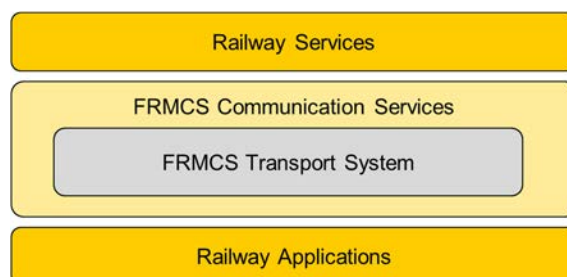 Railway Services
FRMCS Communication Services
FRMCS Transport System
Railway Applications